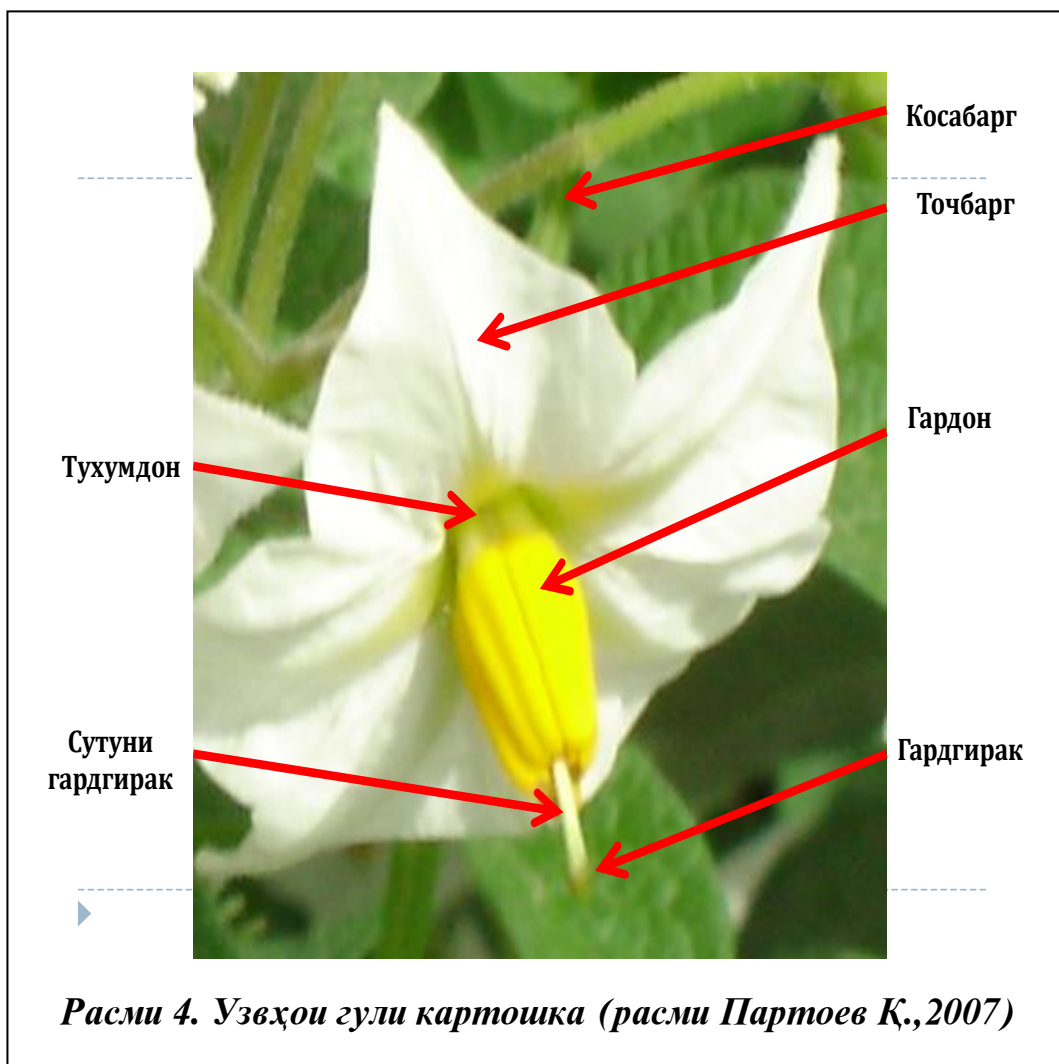 Косабарг
Точбарг
Гардон
Тухумдон
Сутуни
гардгирак
Гардгирак
Расми 4. Узвҳои гули картошка (расми Партоев Қ.,2007)